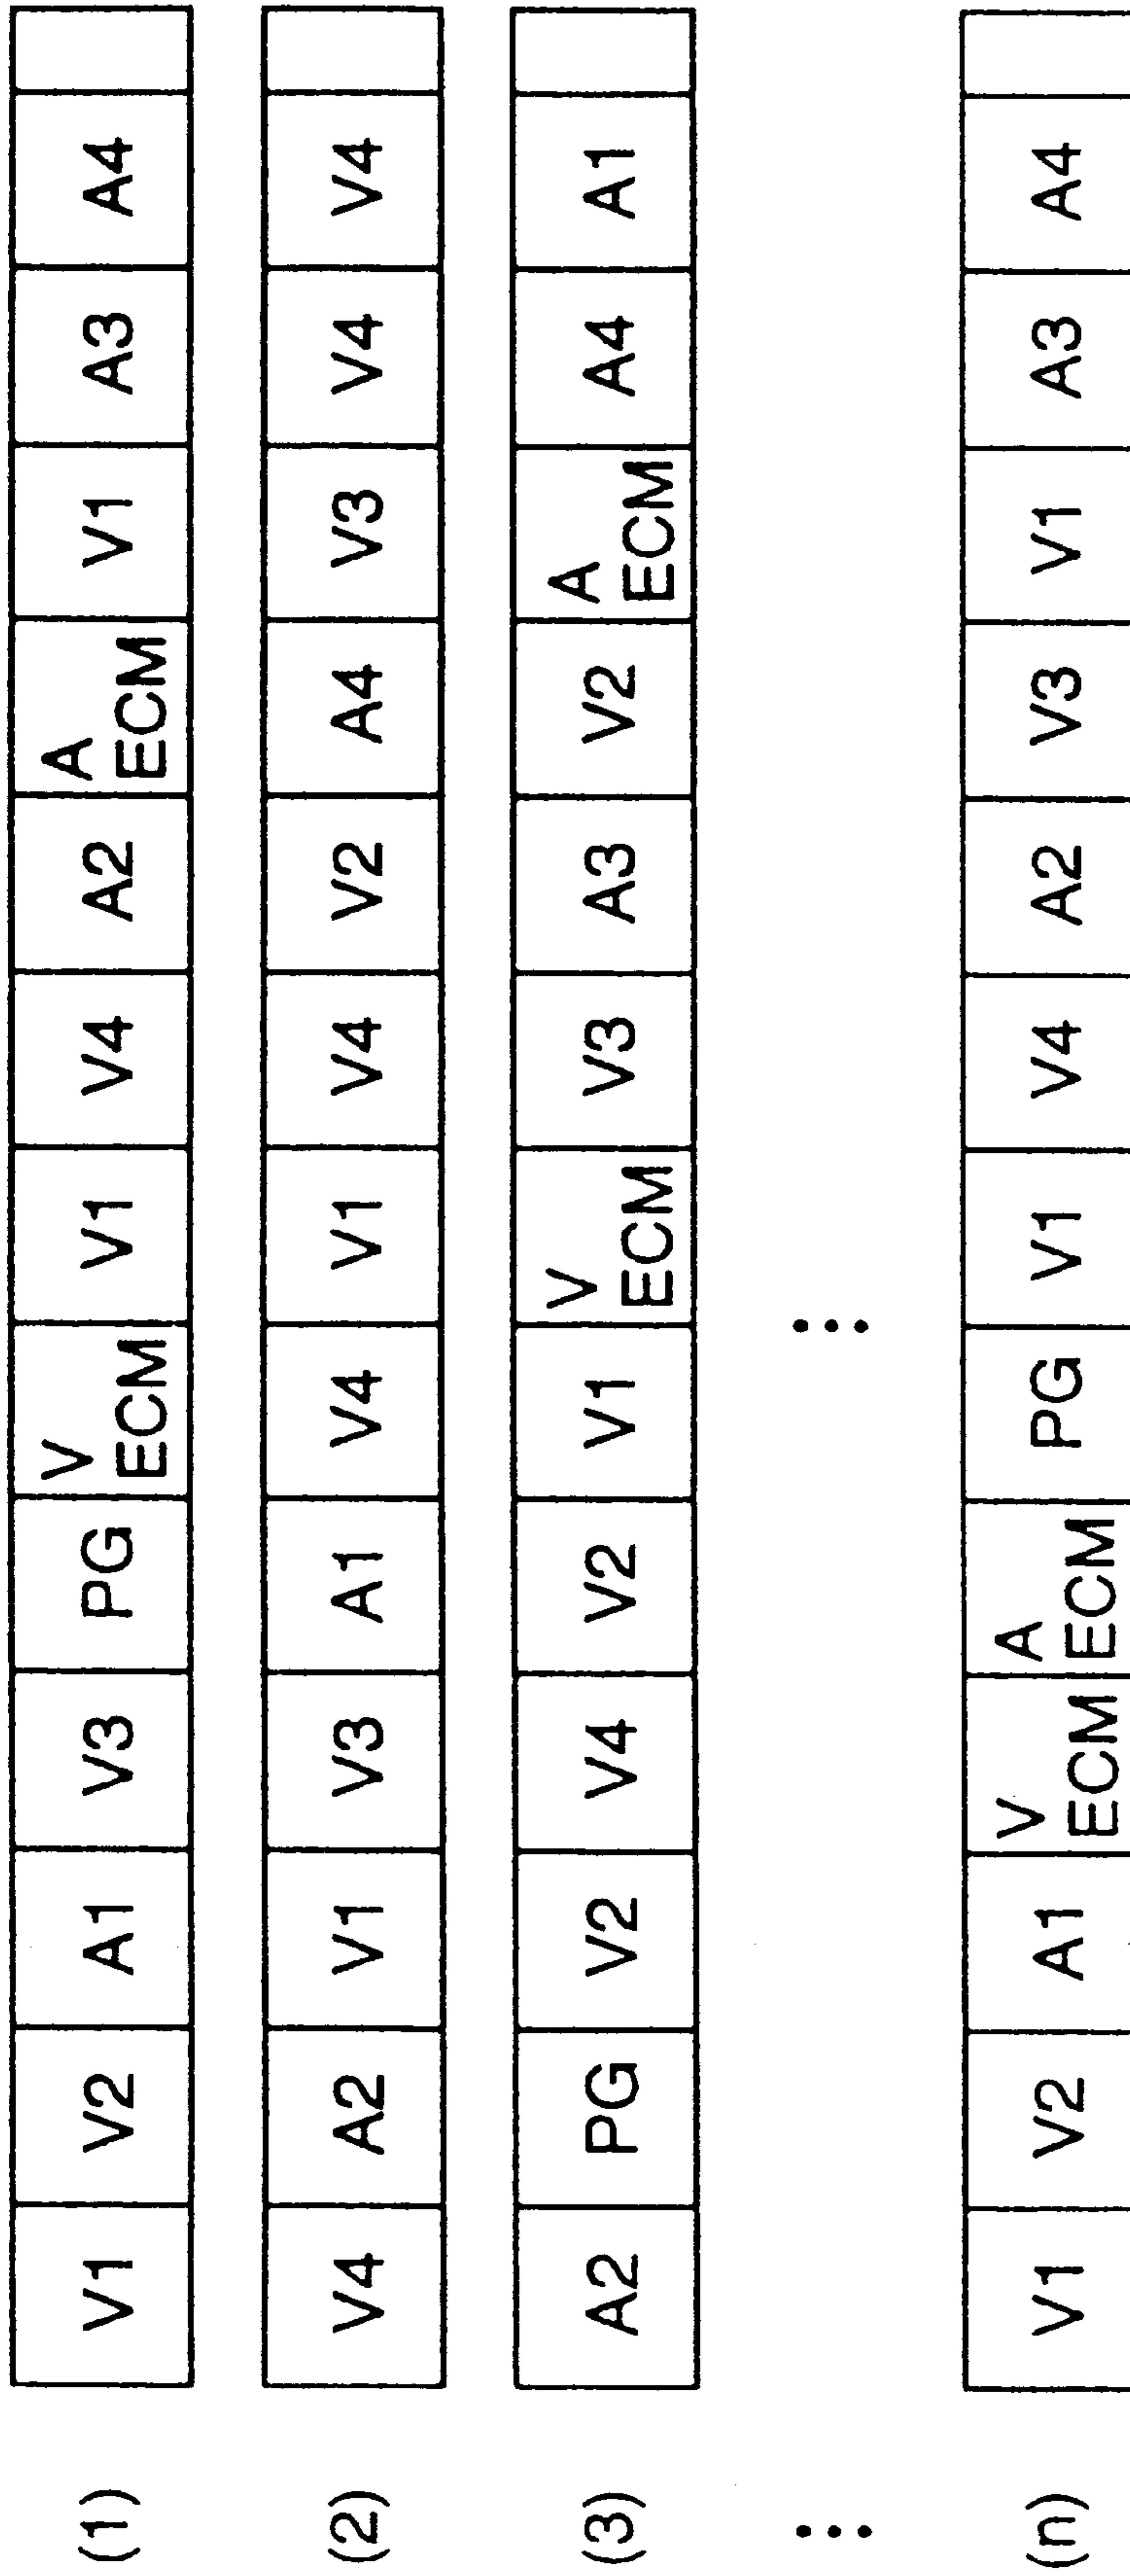 (1) V1 V2 A1 V3 PG V ECM V1 V4 A2 A ECM V1 A3 A4
(2) V4 A2 V1 V3 A1 V4 V1 V4 V2 A4 V3 V4 V4
(3) A2 PG V2 V4 V2 V1 V ECM V3 A3 V2 A ECM A4 A1
(n) V1 V2 A1 V ECM A ECM PG V1 V4 A2 V3 V1 A3 A4